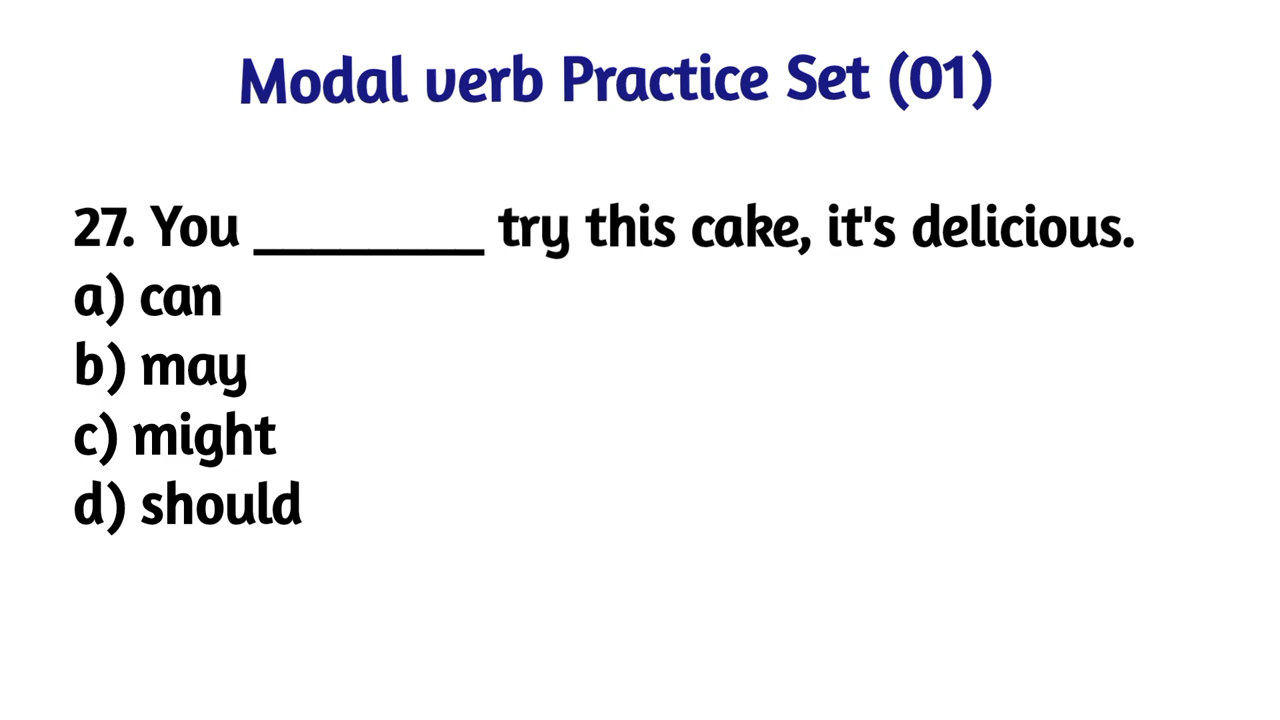 Modal verb Practice Set (01)
27. You ________ try this cake, it's delicious.
a) can
b) may
c) might
d) should